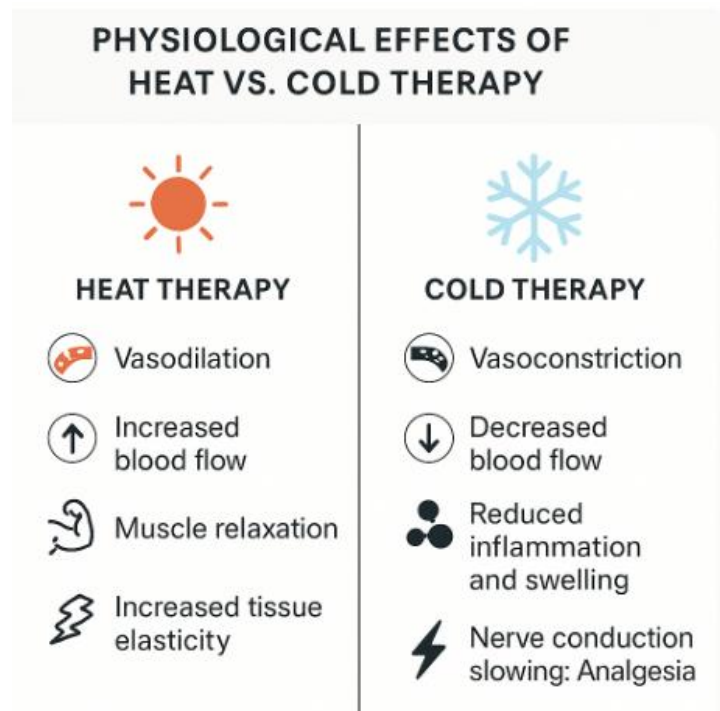 PHYSIOLOGICAL EFFECTS OF
HEAT VS. COLD THERAPY
HEAT THERAPY
Vasodilation
Increased
blood flow
Muscle relaxation
Increased tissue
elasticity
COLD THERAPY
Vasoconstriction
Decreased
blood flow
Reduced
inflammation
and swelling
Nerve conduction
slowing: Analgesia